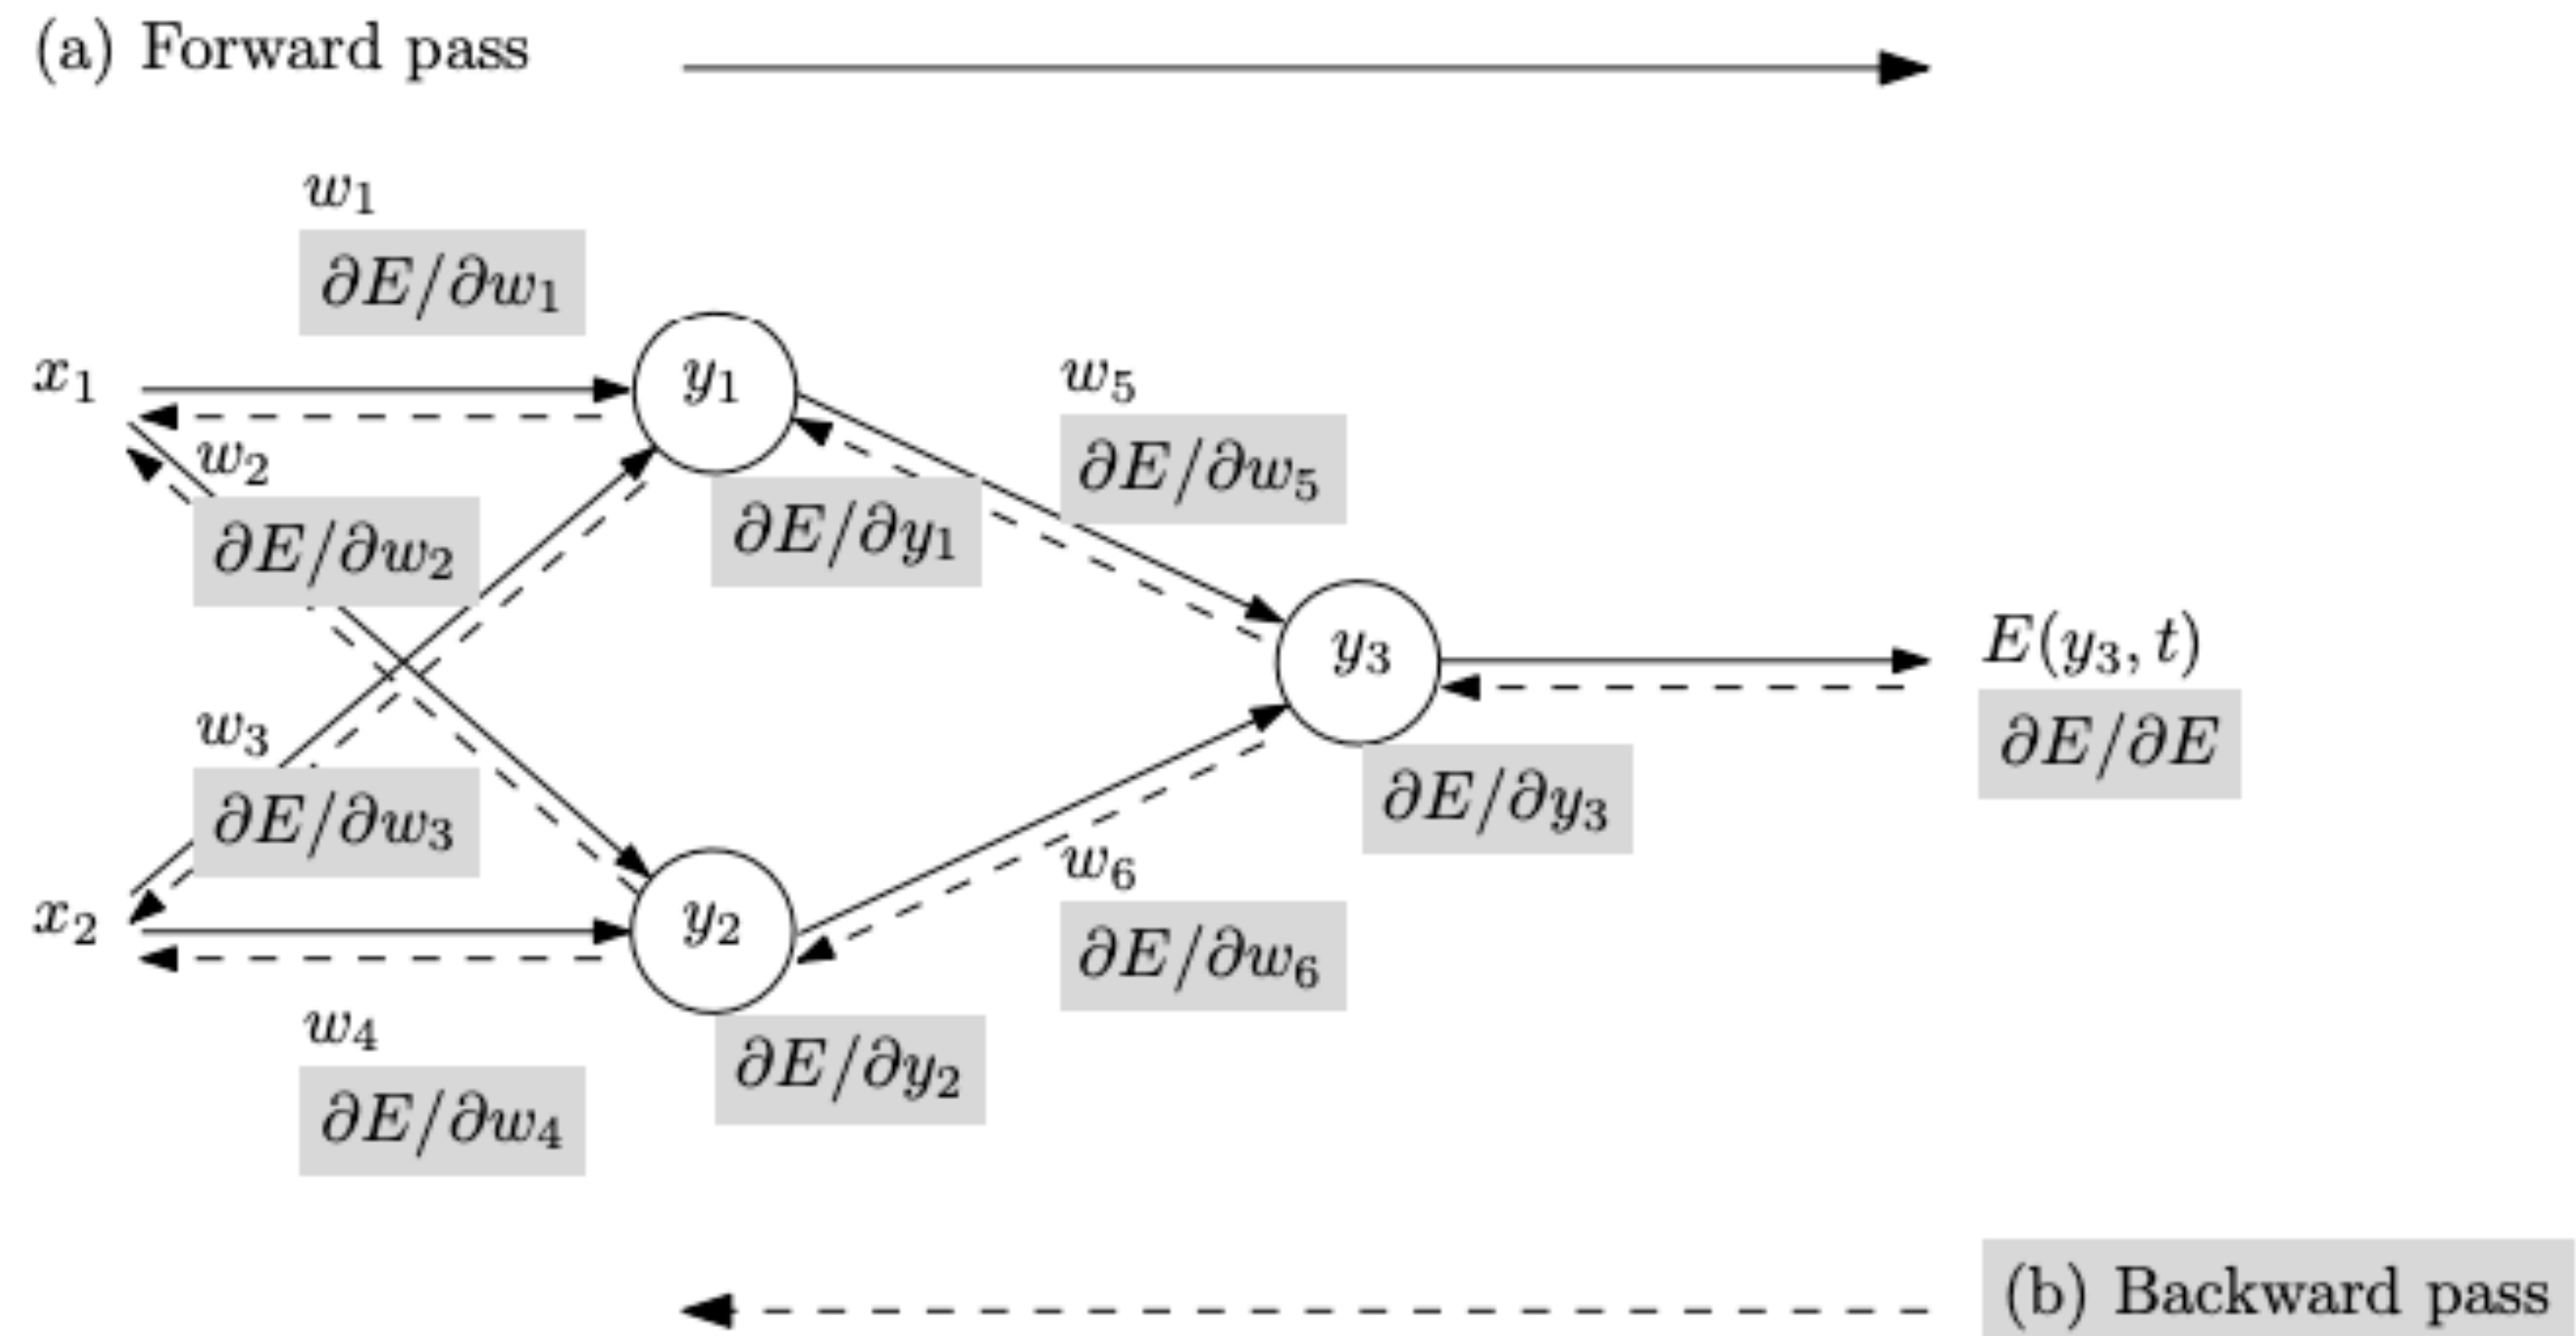 (a) Forward pass
w₁
∂E/∂w₁
x₁
y₁
w₂
∂E/∂w₂
∂E/∂y₁
w₅
∂E/∂w₅
y₃
E(y₃, t)
∂E/∂E
∂E/∂y₃
w₃
∂E/∂w₃
x₂
y₂
w₆
∂E/∂w₆
∂E/∂y₂
w₄
∂E/∂w₄
(b) Backward pass